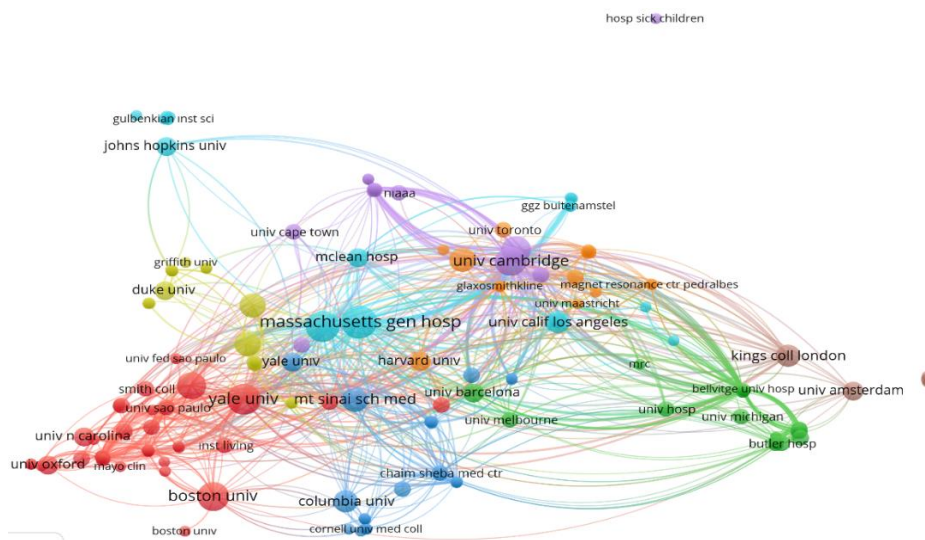 hosp sick children
gulbenkian inst sci
johns hopkins univ
niaaa
ggz buitenamstel
univ cape town
univ toronto
mclean hosp
univ cambridge
griffith univ
duke univ
glaxosmithkline
magnet resonance ctr pedralbes
univ maastricht
massachusetts gen hosp
univ calif los angeles
univ fed sao paulo
yale univ
harvard univ
mrc
kings coll london
smith coll
yale univ
mt sinai sch med
univ barcelona
bellvitge univ hosp
univ amsterdam
univ sao paulo
univ hosp
univ michigan
univ melbourne
univ n carolina
inst living
butler hosp
univ oxford
mayo clin
chaim sheba med ctr
boston univ
columbia univ
boston univ
cornell univ med coll